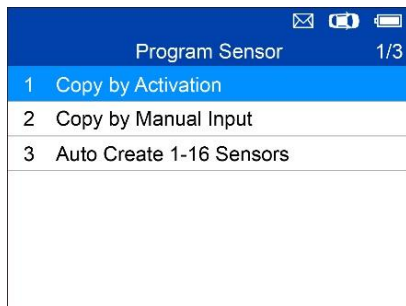 Program Sensor 1/3
1 Copy by Activation
2 Copy by Manual Input
3 Auto Create 1-16 Sensors